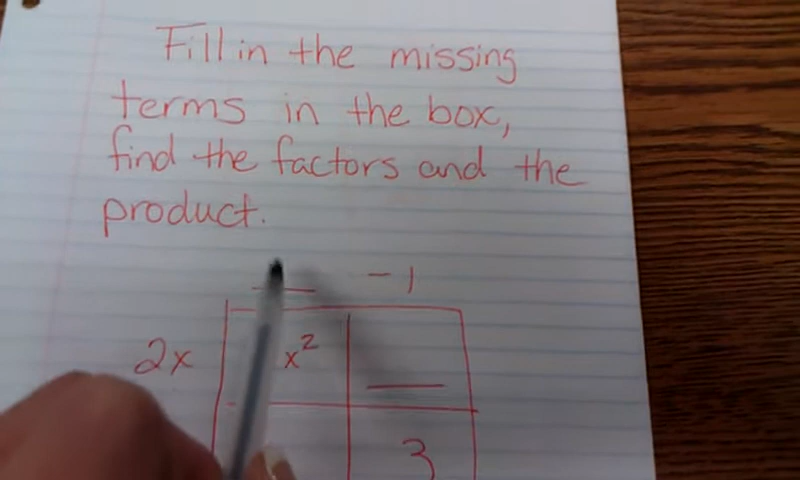 Fill in the missing
terms in the box,
find the factors and the
product.
-1
2x x²
3